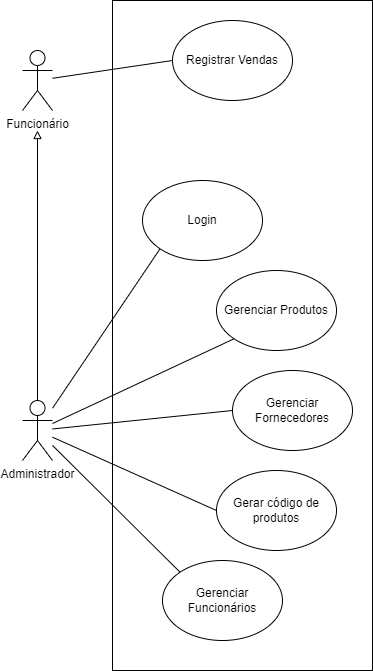 Registrar Vendas
Funcionário
Login
Gerenciar Produtos
Gerenciar
Fornecedores
Administrador
Gerar código de
produtos
Gerenciar
Funcionários